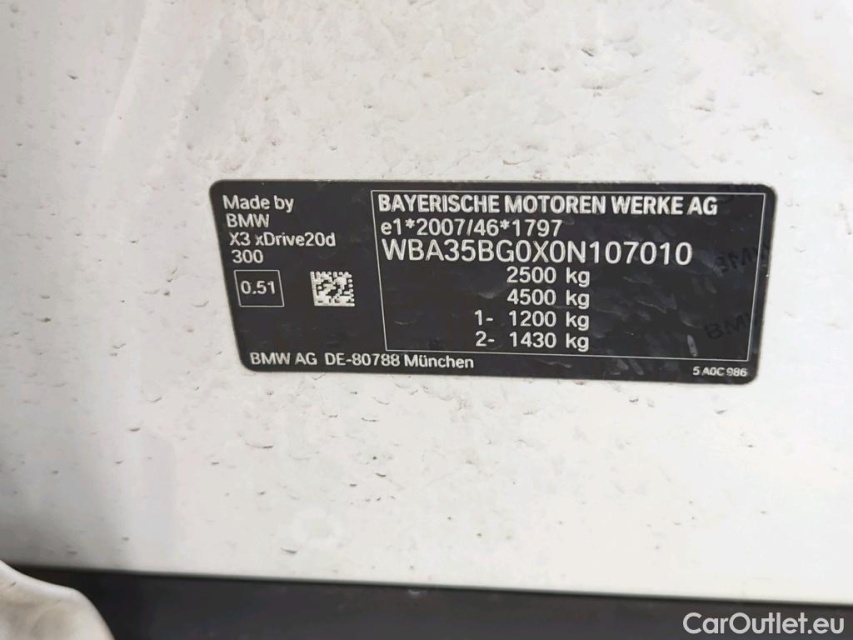 Made by
BMW
X3 xDrive20d
300
0.51
BMW AG DE-80788 München
BAYERISCHE MOTOREN WERKE AG
e1*2007/46*1797
WBA35BG0X0N107010
2500 kg
4500 kg
1- 1200 kg
2- 1430 kg
5 A0C 986
CarOutlet.eu